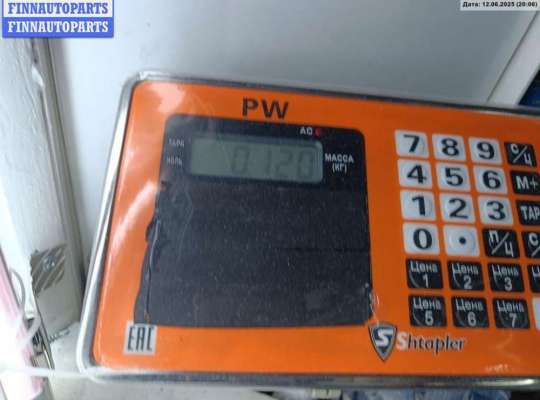 FINNAUTOPARTS
FINNAUTOPARTS
Дата: 12.06.2025 (20:06)
PW
AC
ТАРА
НОЛЬ
0.120
МАССА
(КГ)
7 8 9 С/Ц
4 5 6 М+
1 2 3 ТАР
0 . П/Ц
Цена 1 Цена 2 Цена 3
Цена 5 Цена 6 Цена 7
EAC
S Shtapler